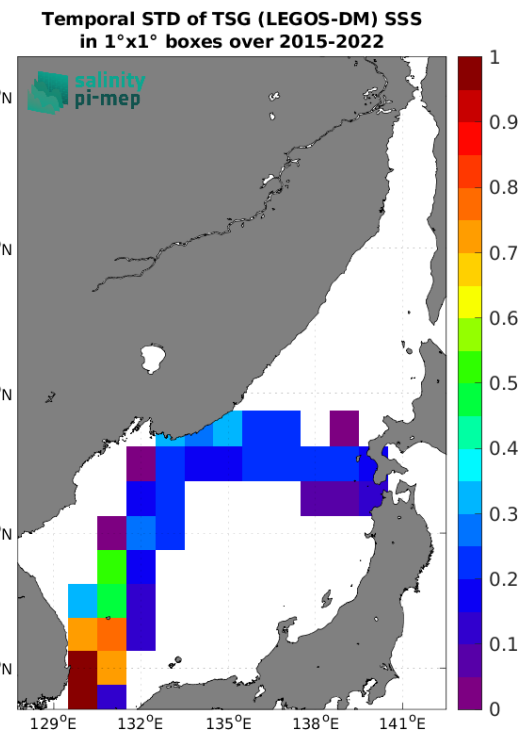 Temporal STD of TSG (LEGOS-DM) SSS
in 1°x1° boxes over 2015-2022
salinity
pi-mep
°N
°N
°N
°N
°N
1
0.9
0.8
0.7
0.6
0.5
0.4
0.3
0.2
0.1
0
129°E 132°E 135°E 138°E 141°E